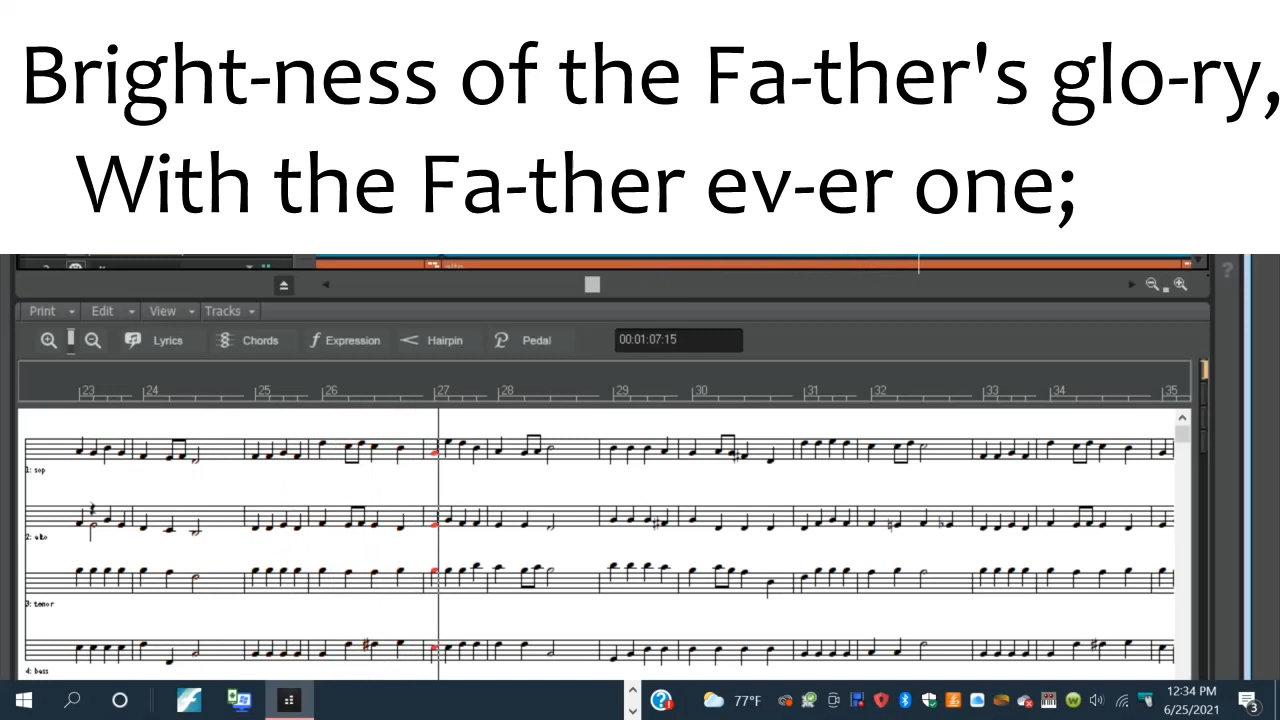 Bright-ness of the Fa-ther's glo-ry,
With the Fa-ther ev-er one;
Print Edit View Tracks
Lyrics Chords Expression Hairpin Pedal 00:01:07:15
23 24 25 26 27 28 29 30 31 32 33 34 35
1: sop
2: alto
3: tenor
4: bass
77°F 12:34 PM
6/25/2021
3